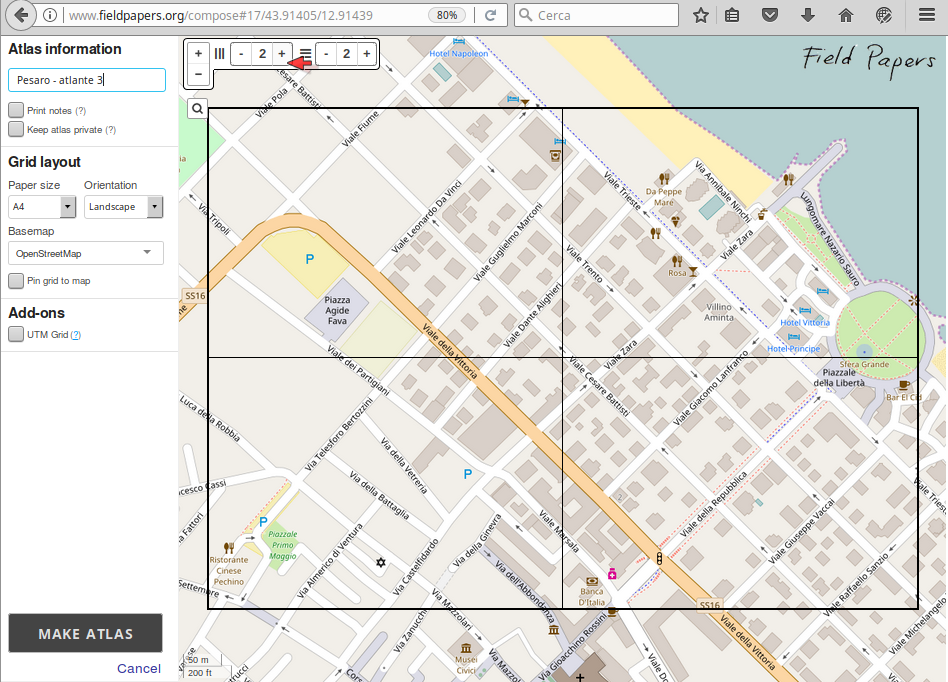 www.fieldpapers.org/compose#17/43.91405/12.91439
80%
Cerca
Atlas information
Pesaro - atlante 3
Print notes (?)
Keep atlas private (?)
Grid layout
Paper size
Orientation
A4
Landscape
Basemap
OpenStreetMap
Pin grid to map
Add-ons
UTM Grid (?)
MAKE ATLAS
Cancel
+
−
- 2 +
- 2 +
Field Papers
Hotel Napoleon
Cesare Battisti
Viale Pola
Viale Fiume
Via Tripoli
Viale Leonardo Da Vinci
Viale Guglielmo Marconi
Viale Trieste
Da Peppe
Mare
Via Annibale Ninchi
Viale Zara
Lungomare Nazario Sauro
Rosa
Viale Trento
P
SS16
Piazza
Agide
Fava
Viale Dante Alighieri
Villino
Aminta
Hotel Vittoria
Hotel Principe
Sfera Grande
Piazzale
della Libertà
Bar El Cid
Viale della Vittoria
Viale dei Partigiani
Viale Zara
Viale Cesare Battisti
Viale Giacomo Lanfranco
Luca della Robbia
Via Telesforo Bertozzini
Via della Vetreria
P
Via della Battaglia
Viale della Repubblica
Viale Trieste
Viale Giuseppe Vaccai
cesco Cassi
a Fattori
P
Piazzale
Primo
Maggio
Ristorante
Cinese
Pechino
Settembre
Via Almerico di Ventura
Via Castelfidardo
Via della Ginevra
Viale Marsala
Via dell'Abbondanza
Banca
D'Italia
SS16
Viale Raffaello Sanzio
Viale Michelangelo
Via Mazzolari
Via Zanucchi
Musei
Civici
Via Mazzolari
Via Gioacchino Rossini
Viale della Vittoria
50 m
200 ft